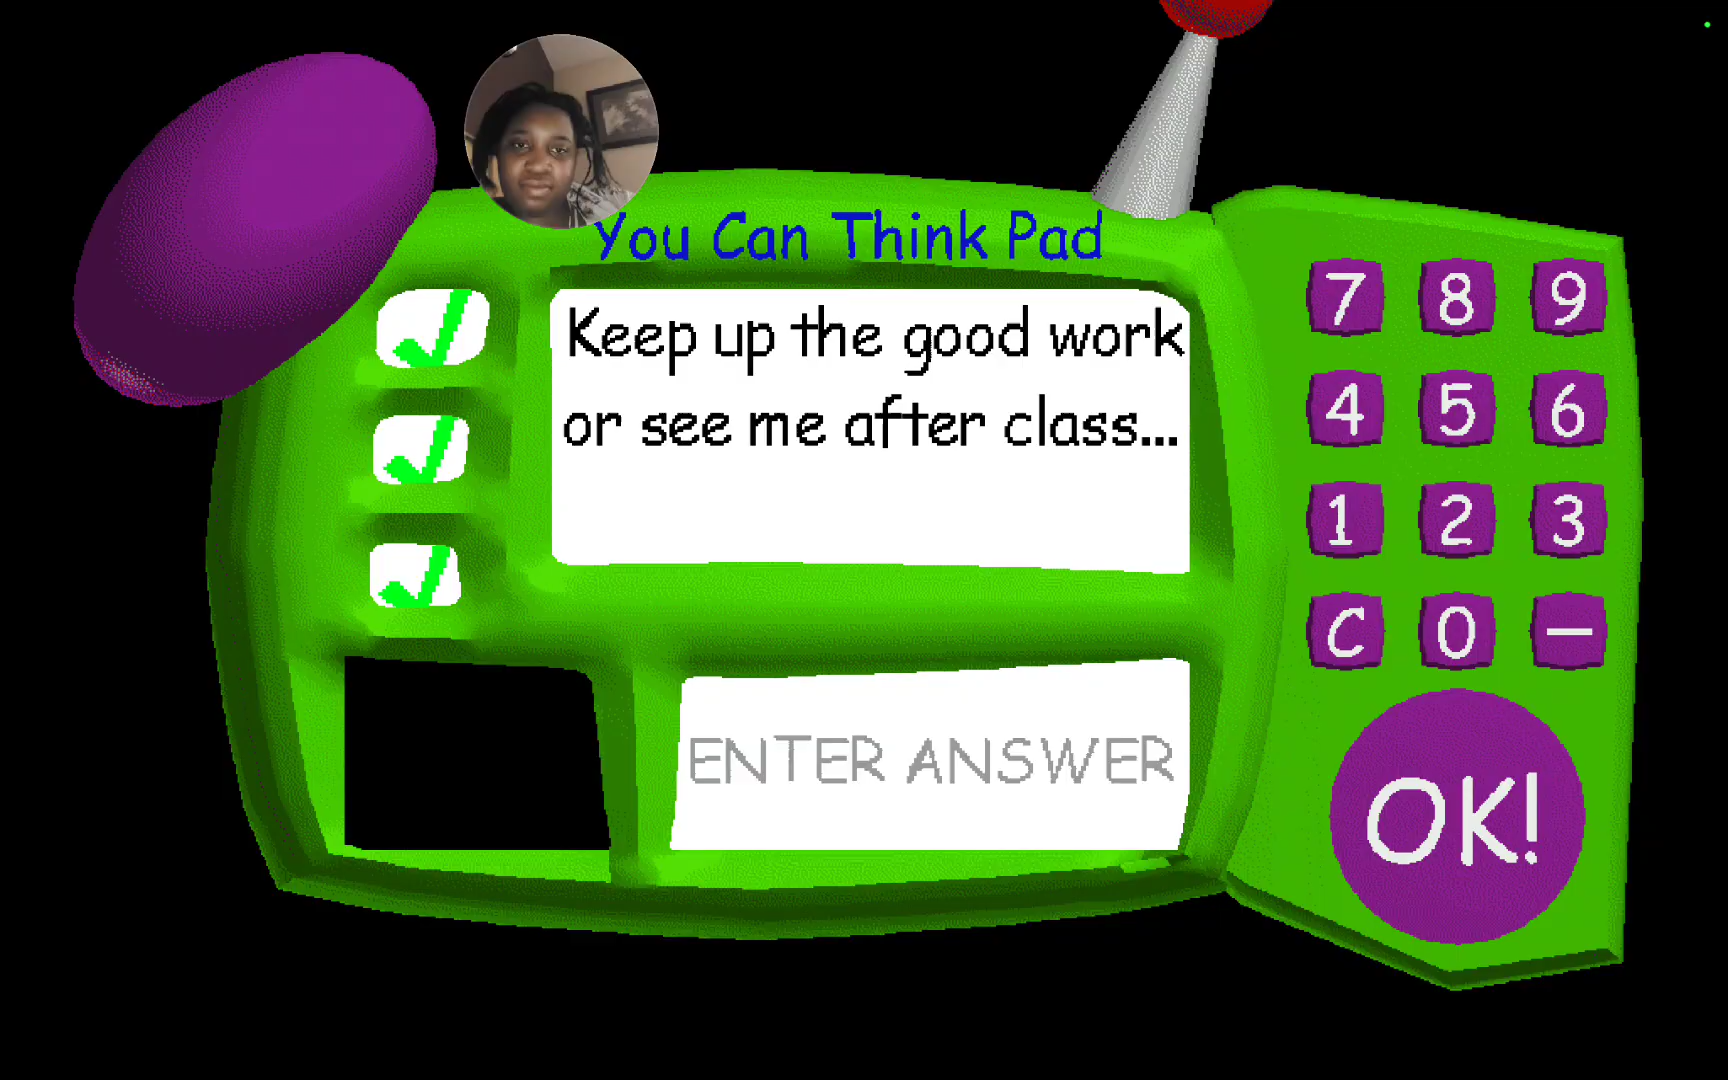 You Can Think Pad
Keep up the good work
or see me after class...
ENTER ANSWER
7 8 9
4 5 6
1 2 3
C 0 —
OK!